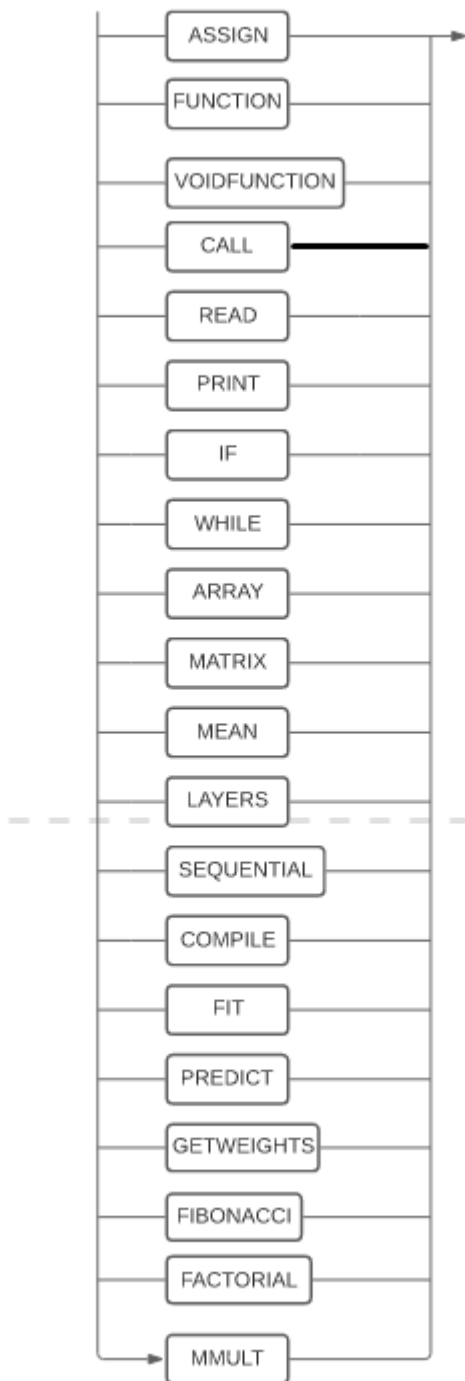 ASSIGN
FUNCTION
VOIDFUNCTION
CALL
READ
PRINT
IF
WHILE
ARRAY
MATRIX
MEAN
LAYERS
SEQUENTIAL
COMPILE
FIT
PREDICT
GETWEIGHTS
FIBONACCI
FACTORIAL
MMULT